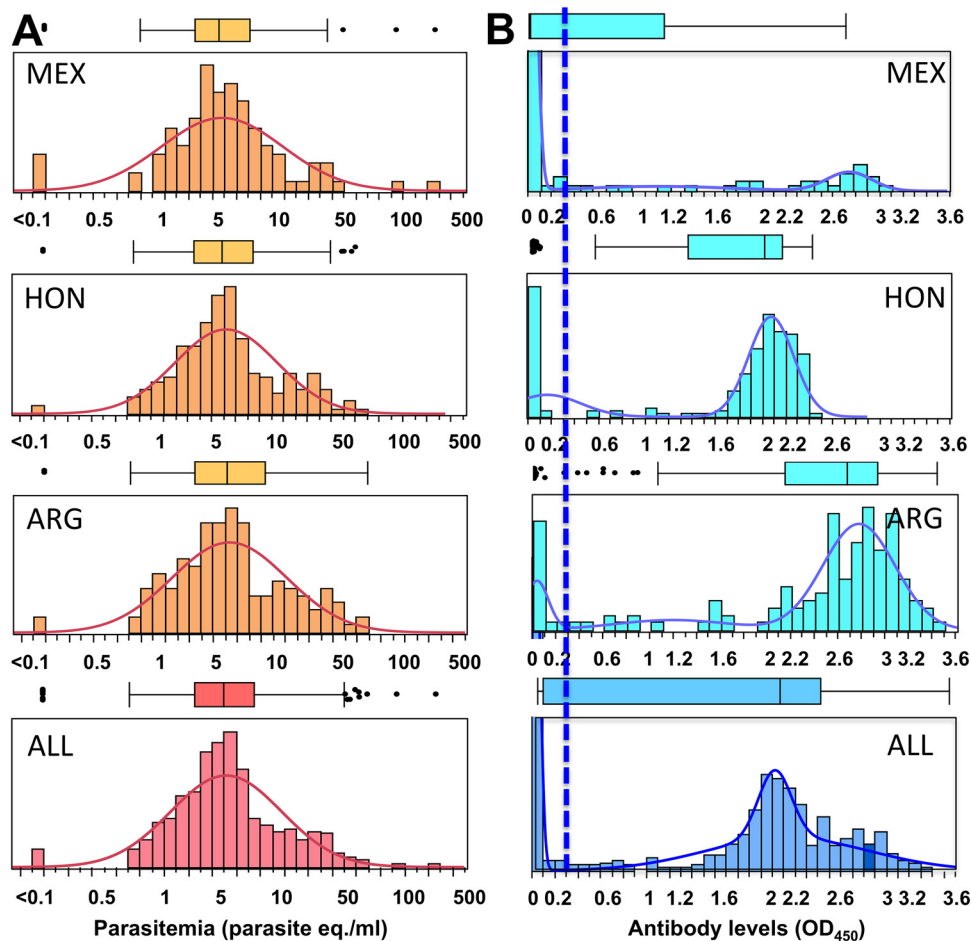 A
MEX
<0.1 0.5 1 5 10 50 100 500
HON
<0.1 0.5 1 5 10 50 100 500
ARG
<0.1 0.5 1 5 10 50 100 500
ALL
<0.1 0.5 1 5 10 50 100 500
Parasitemia (parasite eq./ml)
B
MEX
0 0.2 0.6 1 1.2 1.6 2 2.2 2.6 3 3.2 3.6
HON
0 0.2 0.6 1 1.2 1.6 2 2.2 2.6 3 3.2 3.6
ARG
0 0.2 0.6 1 1.2 1.6 2 2.2 2.6 3 3.2 3.6
ALL
0 0.2 0.6 1 1.2 1.6 2 2.2 2.6 3 3.2 3.6
Antibody levels (OD450)